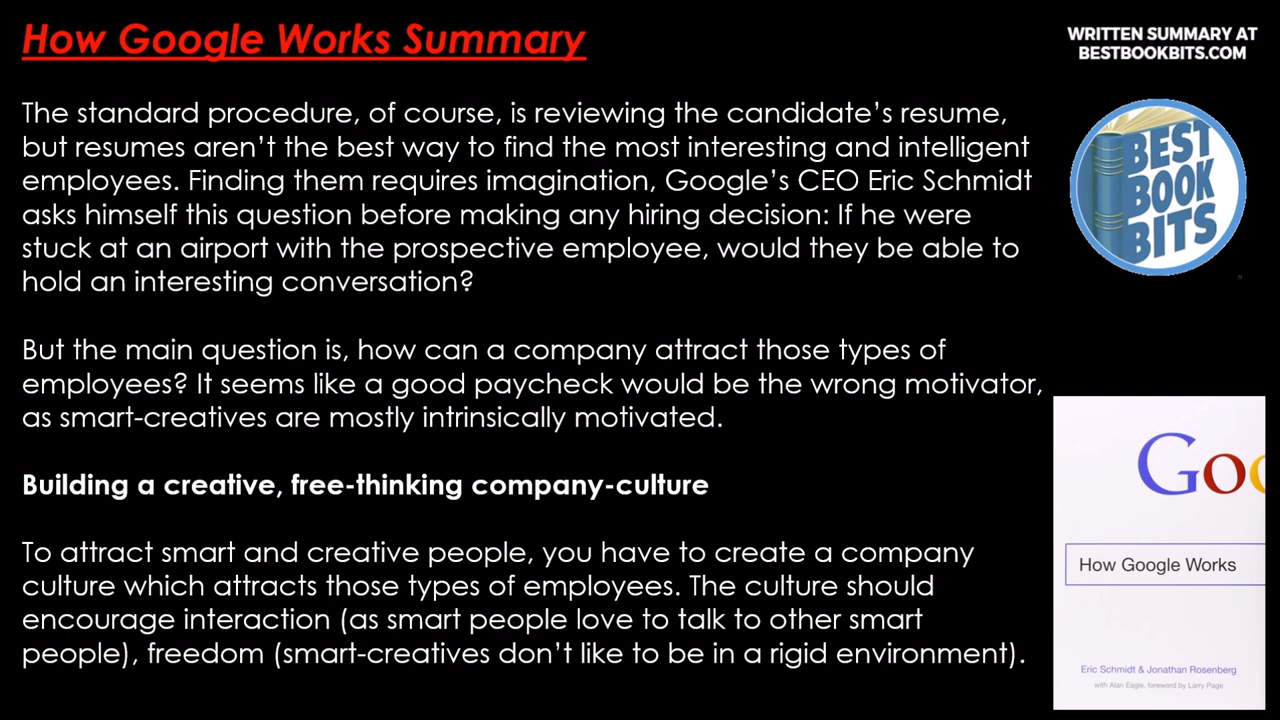 How Google Works Summary
WRITTEN SUMMARY AT
BESTBOOKBITS.COM
The standard procedure, of course, is reviewing the candidate’s resume,
but resumes aren’t the best way to find the most interesting and intelligent
employees. Finding them requires imagination, Google’s CEO Eric Schmidt
asks himself this question before making any hiring decision: If he were
stuck at an airport with the prospective employee, would they be able to
hold an interesting conversation?
But the main question is, how can a company attract those types of
employees? It seems like a good paycheck would be the wrong motivator,
as smart-creatives are mostly intrinsically motivated.
Building a creative, free-thinking company-culture
To attract smart and creative people, you have to create a company
culture which attracts those types of employees. The culture should
encourage interaction (as smart people love to talk to other smart
people), freedom (smart-creatives don’t like to be in a rigid environment).
BEST
BOOK
BITS
Goo
How Google Works
Eric Schmidt & Jonathan Rosenberg
with Alan Eagle, foreword by Larry Page